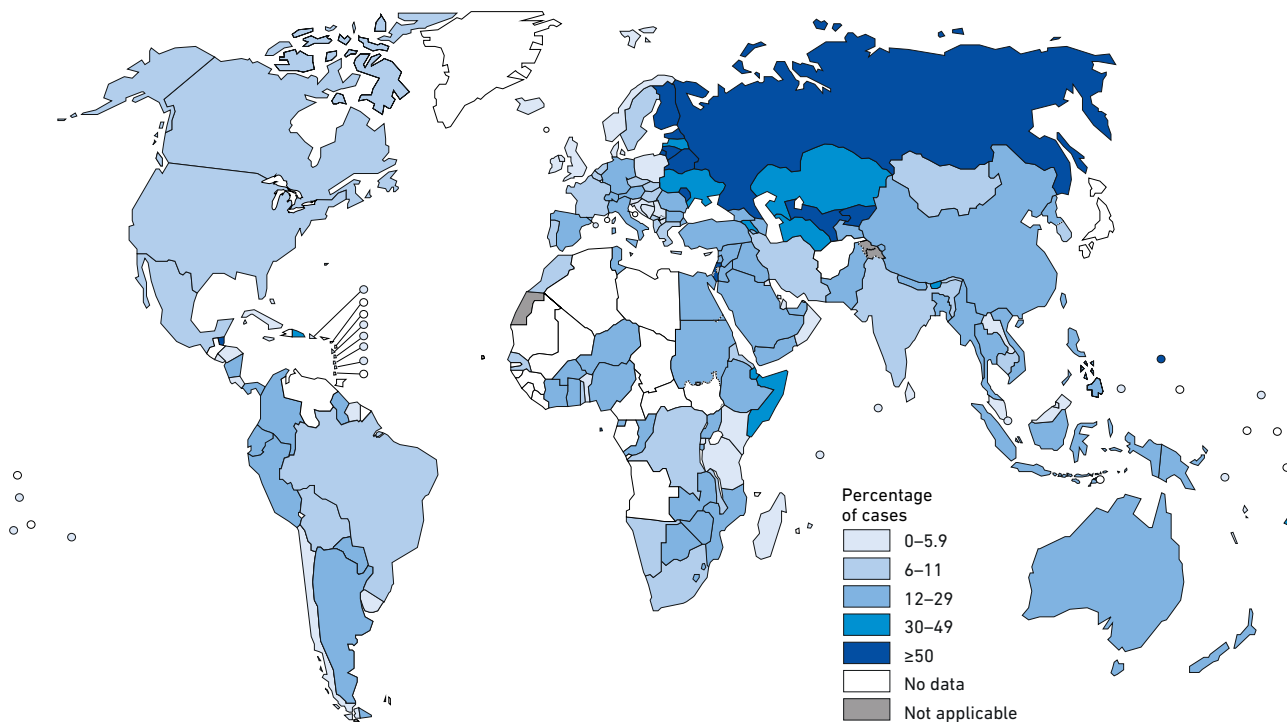 Percentage
of cases
0–5.9
6–11
12–29
30–49
≥50
No data
Not applicable